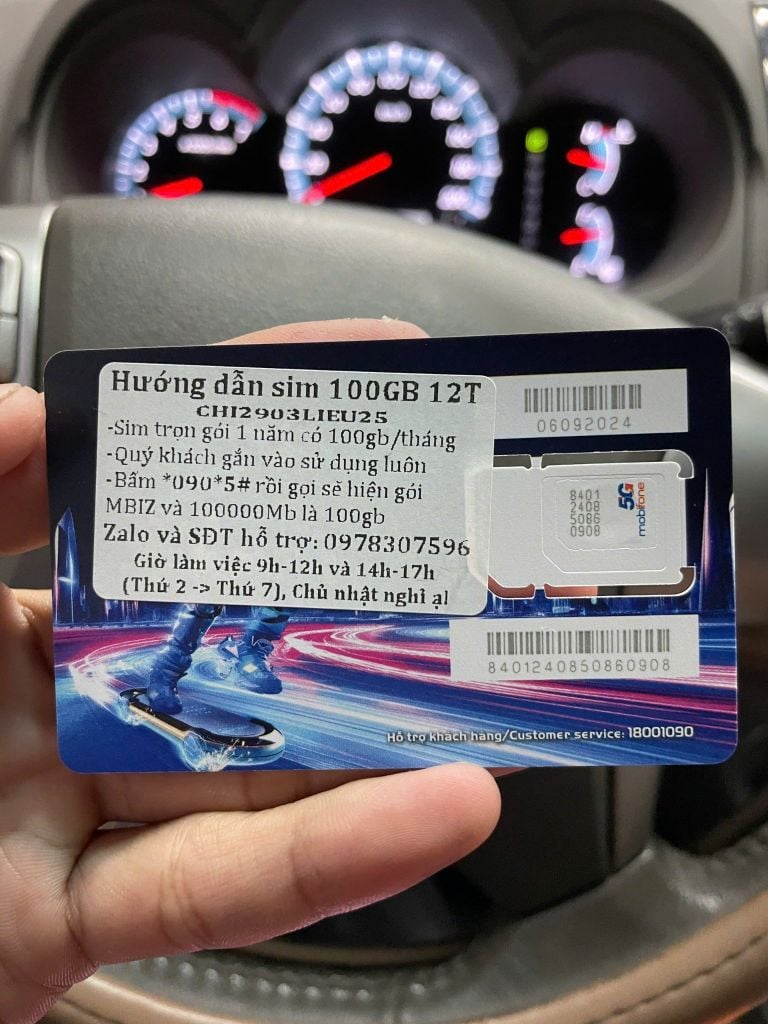 Hướng dẫn sim 100GB 12T
CHI2903LIEU25
-Sim trọn gói 1 năm có 100gb/tháng
-Quý khách gắn vào sử dụng luôn
-Bấm *090*5# rồi gọi sẽ hiện gói
MBIZ và 100000Mb là 100gb
Zalo và SĐT hỗ trợ: 0978307596
Giờ làm việc 9h-12h và 14h-17h
(Thứ 2 -> Thứ 7), Chủ nhật nghỉ ạ!
06092024
8401
2408
5086
0908
5G
mobifone
8401240850860908
Hỗ trợ khách hàng/Customer service: 18001090